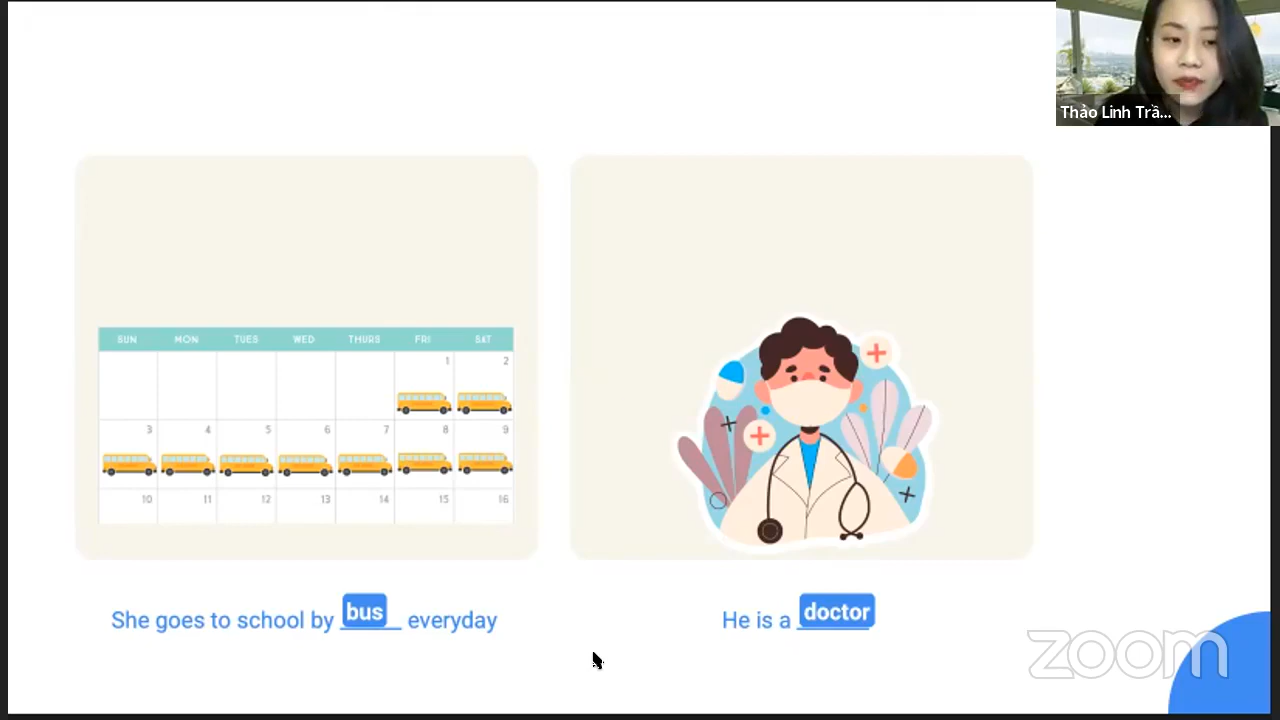 Thảo Linh Trầ...
SUN MON TUES WED THURS FRI SAT
1 2
3 4 5 6 7 8 9
10 11 12 13 14 15 16
She goes to school by bus everyday
He is a doctor
zoom